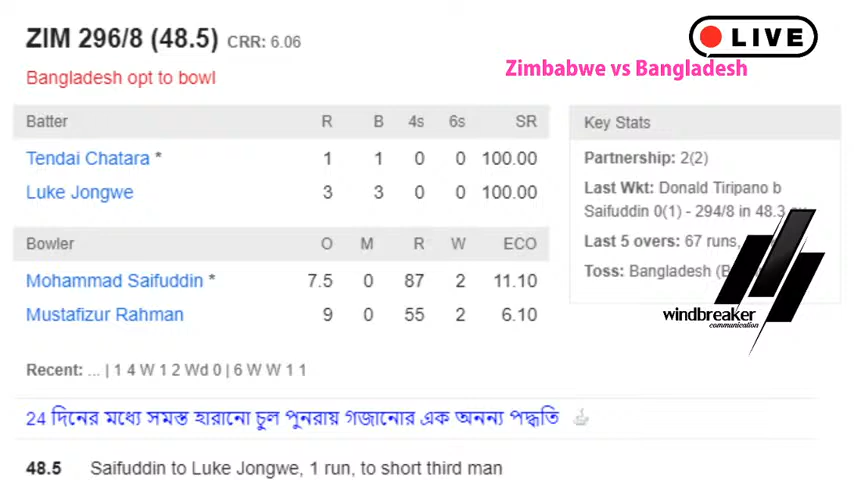 ZIM 296/8 (48.5) CRR: 6.06
LIVE
Zimbabwe vs Bangladesh
Bangladesh opt to bowl
Batter R B 4s 6s SR
Tendai Chatara * 1 1 0 0 100.00
Luke Jongwe 3 3 0 0 100.00
Bowler O M R W ECO
Mohammad Saifuddin * 7.5 0 87 2 11.10
Mustafizur Rahman 9 0 55 2 6.10
Key Stats
Partnership: 2(2)
Last Wkt: Donald Tiripano b
Saifuddin 0(1) - 294/8 in 48.3
Last 5 overs: 67 runs,
Toss: Bangladesh
windbreaker
communication
Recent: ... | 1 4 W 1 2 Wd 0 | 6 W W 1 1
24 দিনের মধ্যে সমস্ত হারানো চুল পুনরায় গজানোর এক অনন্য পদ্ধতি
48.5 Saifuddin to Luke Jongwe, 1 run, to short third man